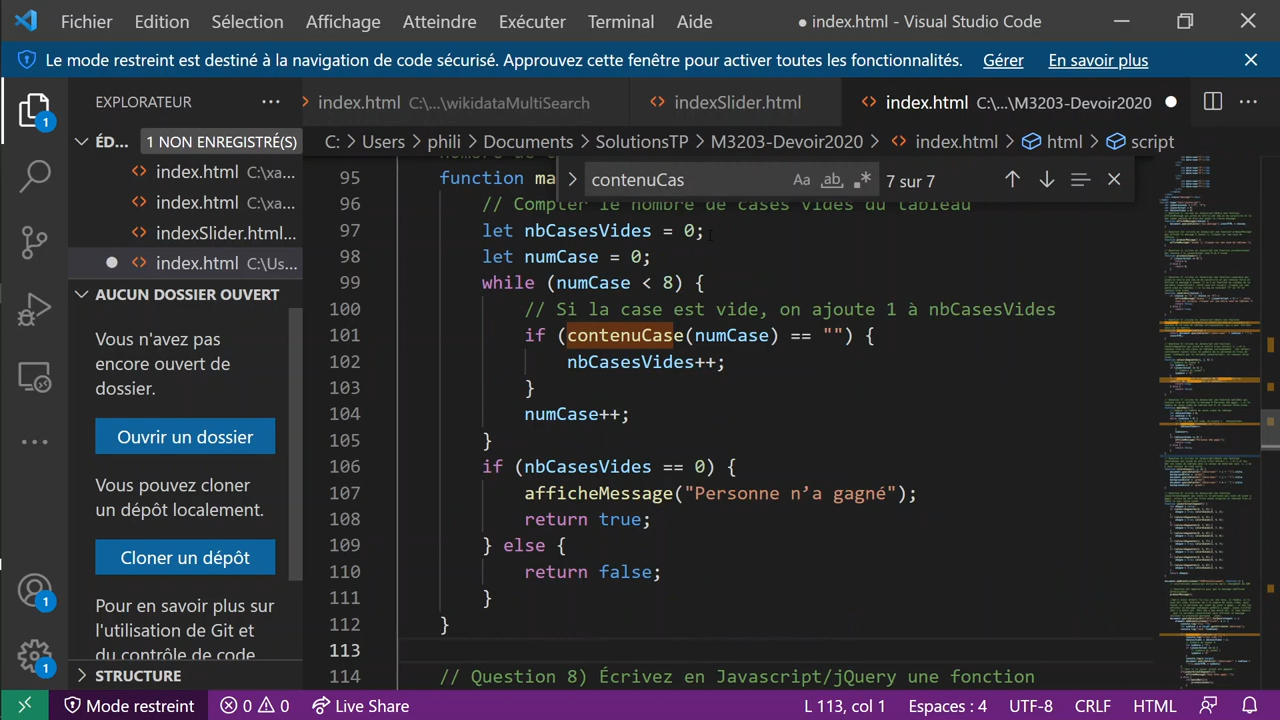 Fichier Edition Sélection Affichage Atteindre Exécuter Terminal Aide ● index.html - Visual Studio Code
Le mode restreint est destiné à la navigation de code sécurisé. Approuvez cette fenêtre pour activer toutes les fonctionnalités. Gérer En savoir plus
EXPLORATEUR
index.html C:\...\wikidataMultiSearch
indexSlider.html
index.html C:\...\M3203-Devoir2020
ÉD... 1 NON ENREGISTRÉ(S)
C: > Users > phili > Documents > SolutionsTP > M3203-Devoir2020 > index.html > html > script
index.html C:\xa...
index.html C:\xa...
indexSlider.html...
index.html C:\Us...
AUCUN DOSSIER OUVERT
Vous n'avez pas
encore ouvert de
dossier.
Ouvrir un dossier
Vous pouvez cloner
un dépôt localement.
Cloner un dépôt
Pour en savoir plus sur
l'utilisation de Git et
du contrôle de
STRUCTURE
contenuCas Aa ab 7 sur
95 function
96 // Compter le nombre de cases vides du tableau
97 nbCasesVides = 0;
98 let numCase = 0;
99 while (numCase < 8) {
100 Si la case est vide, ajoute 1 à nbCasesVides
101 if (contenuCase(numCase) == "") {
102 nbCasesVides++;
103 }
104 numCase++;
105 }
106 if (nbCasesVides == 0) {
107 afficheMessage("Personne n'a gagné");
108 return true;
109 else {
110 return false;
111
112
113
114 //Question 8: Écrivez en Javascript/jQuery une fonction
1
1
1
Mode restreint 0 0 Live Share L 113, col 1 Espaces : 4 UTF-8 CRLF HTML